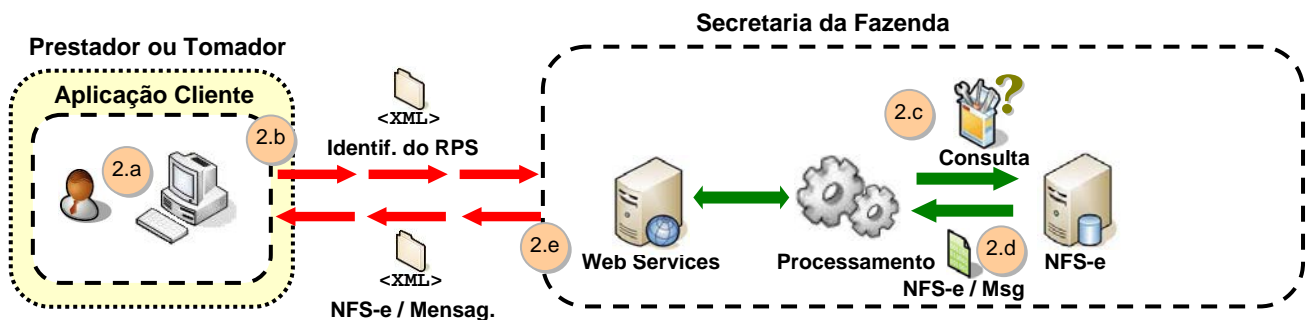 Secretaria da Fazenda
Prestador ou Tomador
Aplicação Cliente
2.a
2.b
<XML>
Identif. do RPS
<XML>
NFS-e / Mensag.
2.e
Web Services
Processamento
2.c
Consulta
2.d
NFS-e / Msg
NFS-e